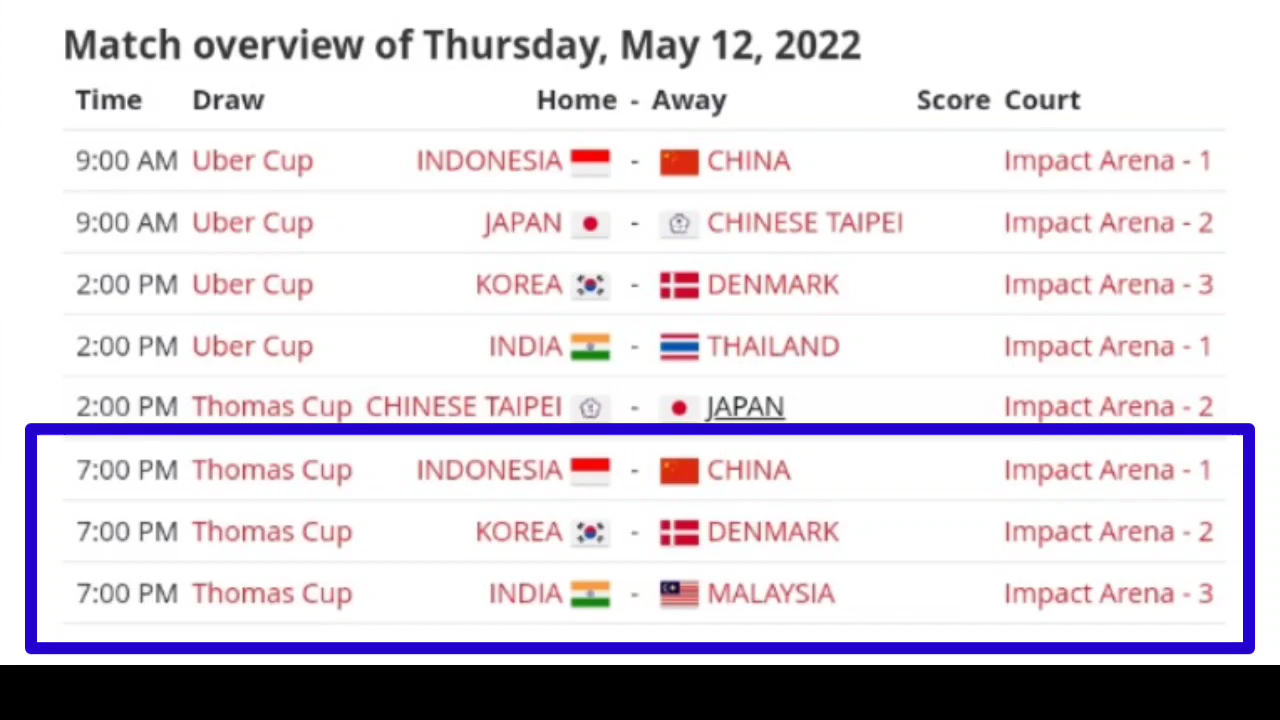 Match overview of Thursday, May 12, 2022
Time Draw Home - Away Score Court
9:00 AM Uber Cup INDONESIA - CHINA Impact Arena - 1
9:00 AM Uber Cup JAPAN - CHINESE TAIPEI Impact Arena - 2
2:00 PM Uber Cup KOREA - DENMARK Impact Arena - 3
2:00 PM Uber Cup INDIA - THAILAND Impact Arena - 1
2:00 PM Thomas Cup CHINESE TAIPEI - JAPAN Impact Arena - 2
7:00 PM Thomas Cup INDONESIA - CHINA Impact Arena - 1
7:00 PM Thomas Cup KOREA - DENMARK Impact Arena - 2
7:00 PM Thomas Cup INDIA - MALAYSIA Impact Arena - 3